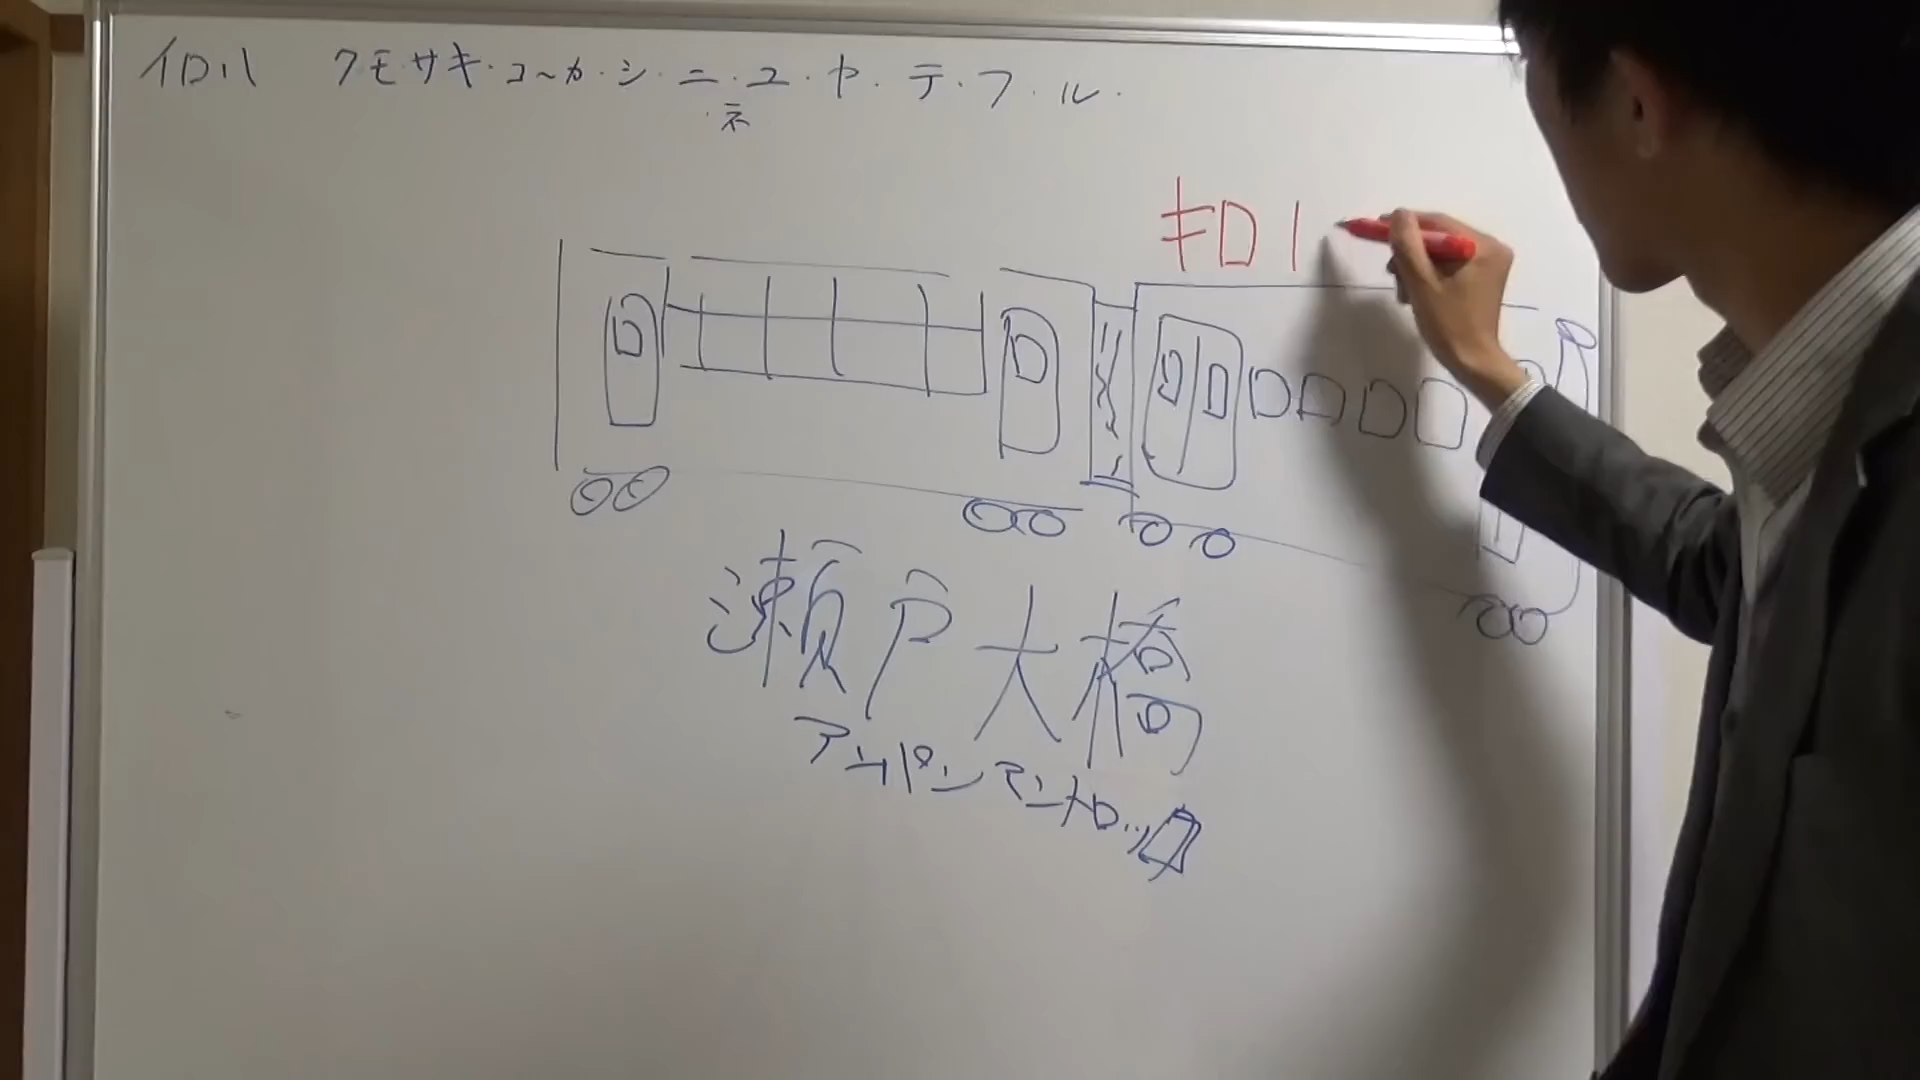 イロハ クモサキ・コ〜カ・シ・ニ・ユ・ヤ・テ・フ・ル・
・ネ
キロ1
瀬戸大橋
アンパンマントロッコ